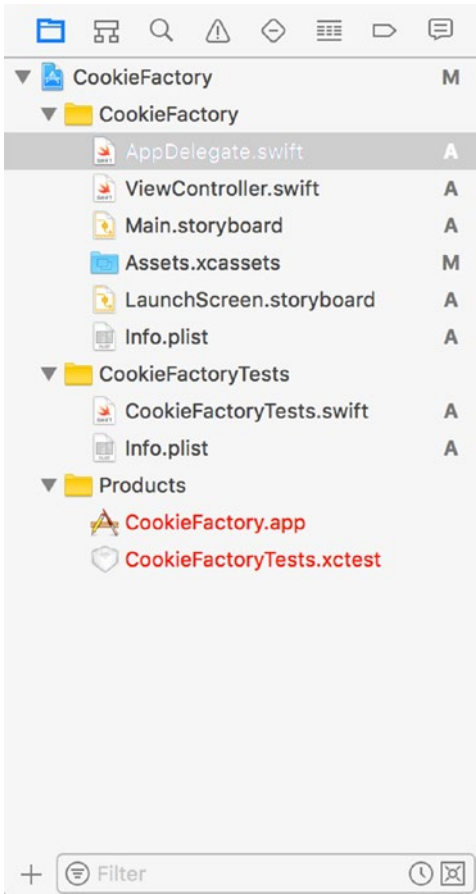 CookieFactory M
CookieFactory
AppDelegate.swift A
ViewController.swift A
Main.storyboard A
Assets.xcassets M
LaunchScreen.storyboard A
Info.plist A
CookieFactoryTests
CookieFactoryTests.swift A
Info.plist A
Products
CookieFactory.app
CookieFactoryTests.xctest
Filter